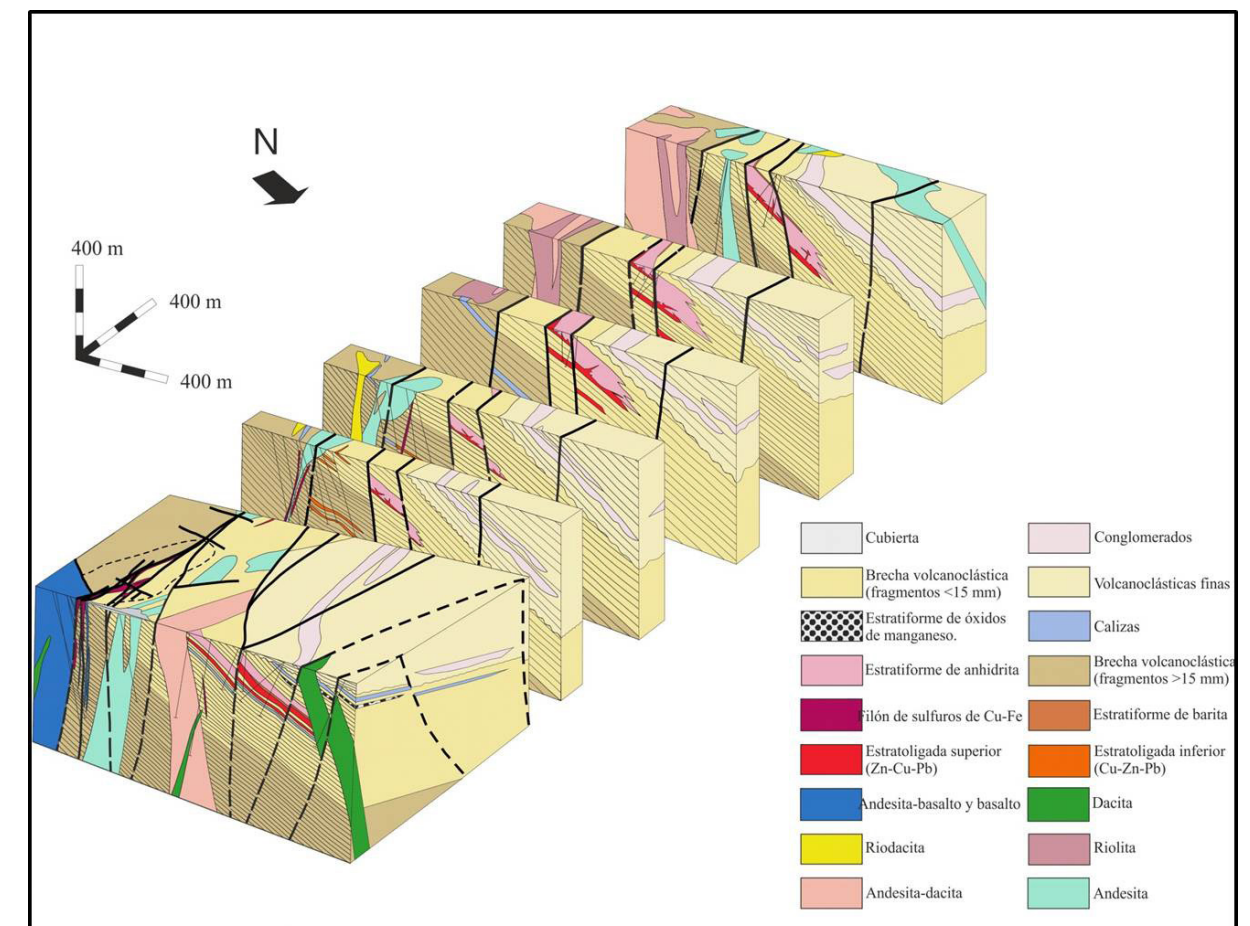 N
400 m
400 m
400 m
Cubierta
Brecha volcanoclástica
(fragmentos <15 mm)
Estratiforme de óxidos
de manganeso.
Estratiforme de anhidrita
Filón de sulfuros de Cu-Fe
Estratoligada superior
(Zn-Cu-Pb)
Andesita-basalto y basalto
Riodacita
Andesita-dacita
Conglomerados
Volcanoclásticas finas
Calizas
Brecha volcanoclástica
(fragmentos >15 mm)
Estratiforme de barita
Estratoligada inferior
(Cu-Zn-Pb)
Dacita
Riolita
Andesita